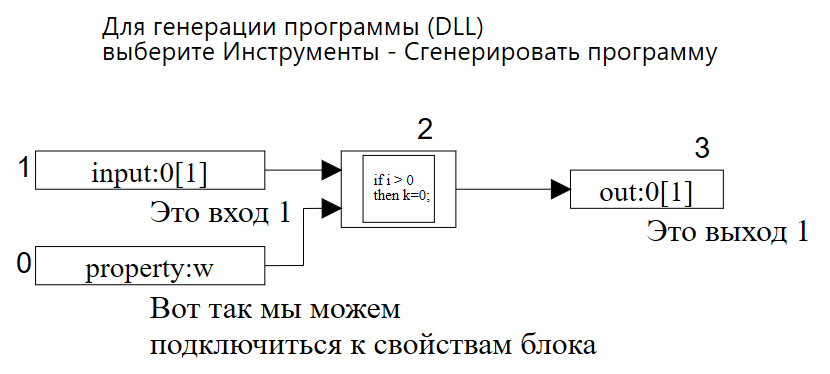 Для генерации программы (DLL)
выберите Инструменты - Сгенерировать программу
2
3
1
input:0[1]
if i > 0
then k=0;
out:0[1]
Это вход 1
Это выход 1
0
property:w
Вот так мы можем
подключиться к свойствам блока